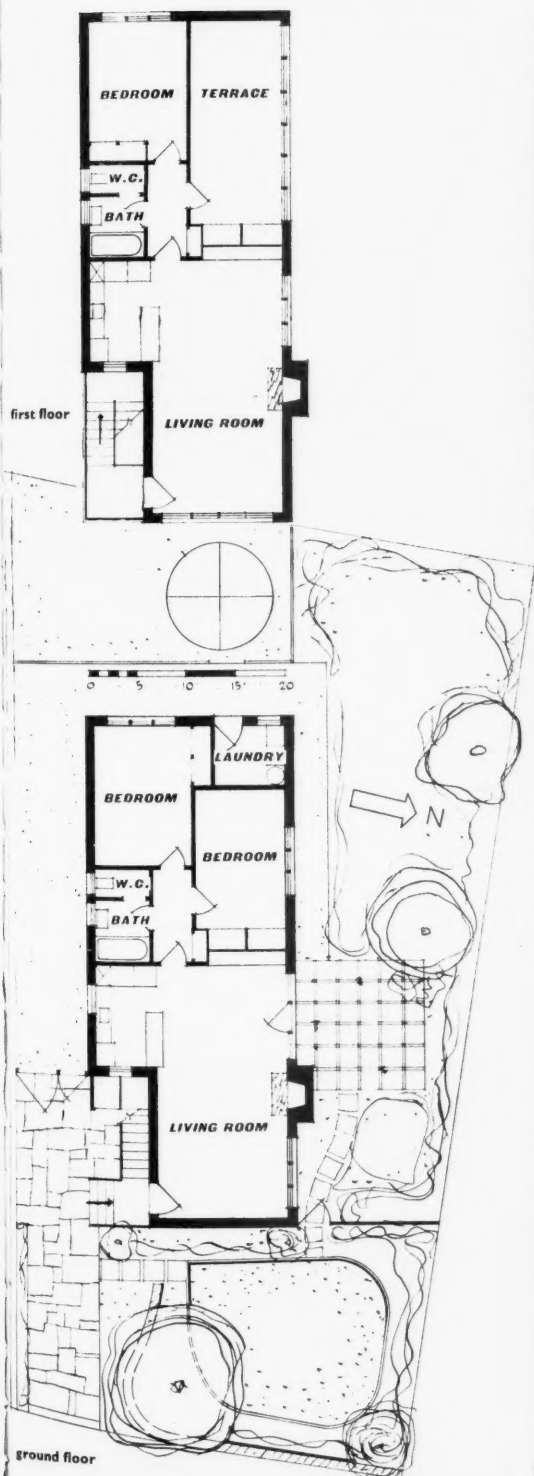 BEDROOM
TERRACE
W.C.
BATH
first floor
LIVING ROOM
0 5 10 15 20
LAUNDRY
BEDROOM
BEDROOM
N
W.C.
BATH
LIVING ROOM
ground floor